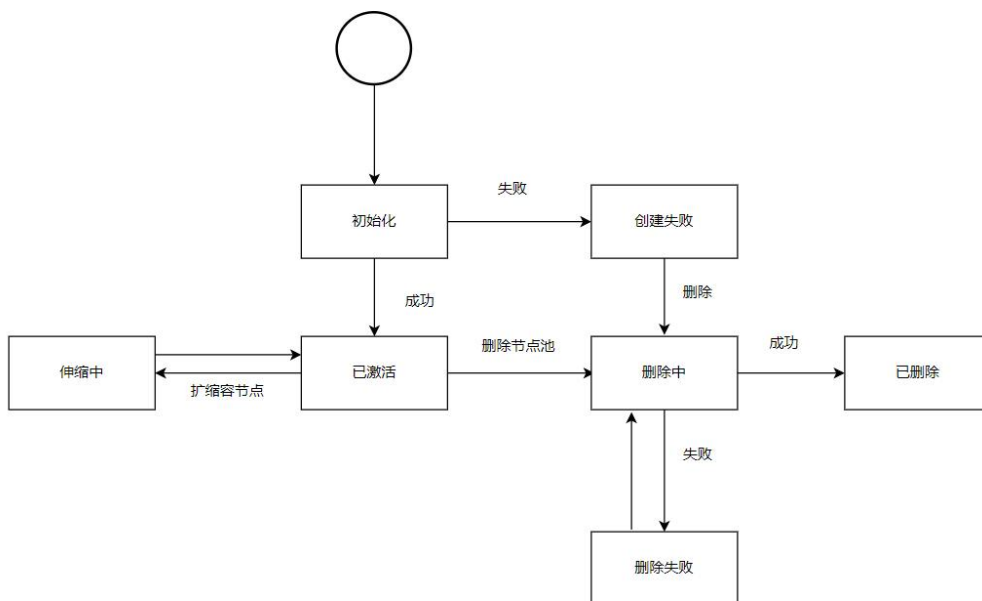 失败
初始化
创建失败
成功
删除
删除节点池
成功
伸缩中
已激活
删除中
已删除
扩缩容节点
失败
删除失败